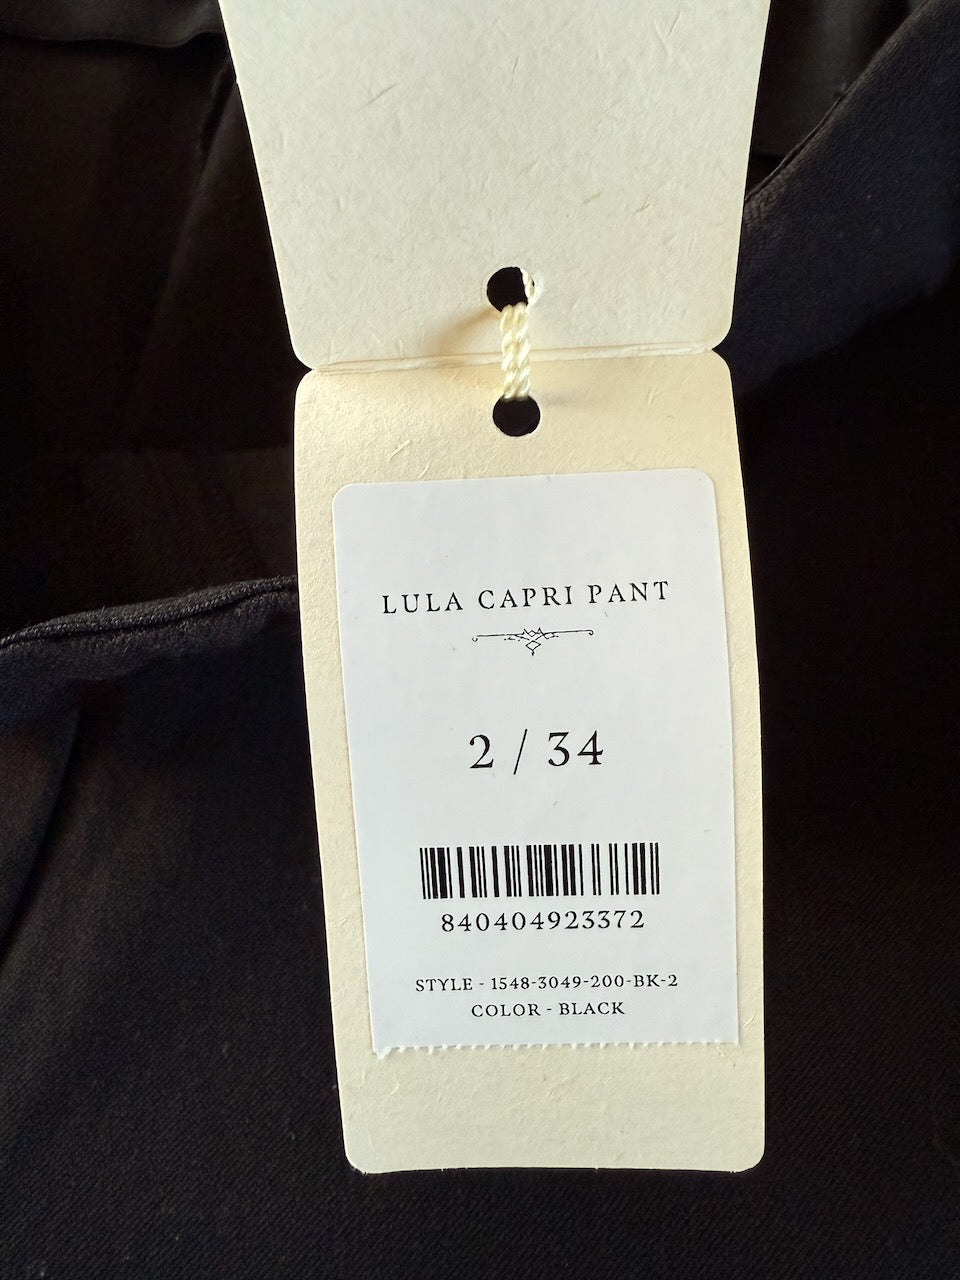 LULA CAPRI PANT
2 / 34
840404923372
STYLE - 1548-3049-200-BK-2
COLOR - BLACK